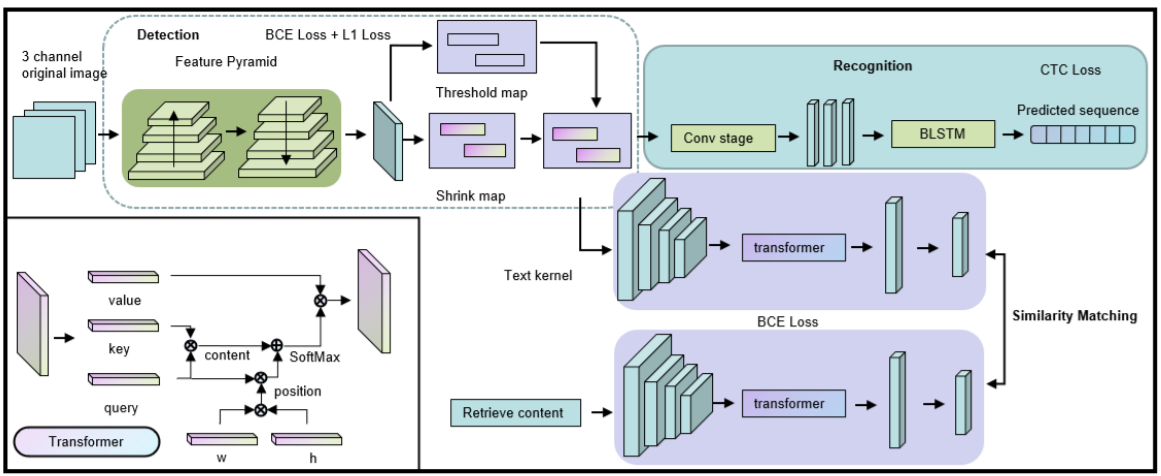 Detection
BCE Loss + L1 Loss
3 channel
original image
Feature Pyramid
Threshold map
Shrink map
Recognition
CTC Loss
Conv stage
BLSTM
Predicted sequence
Text kernel
transformer
BCE Loss
Similarity Matching
Retrieve content
transformer
value
key
query
content
SoftMax
position
w
h
Transformer